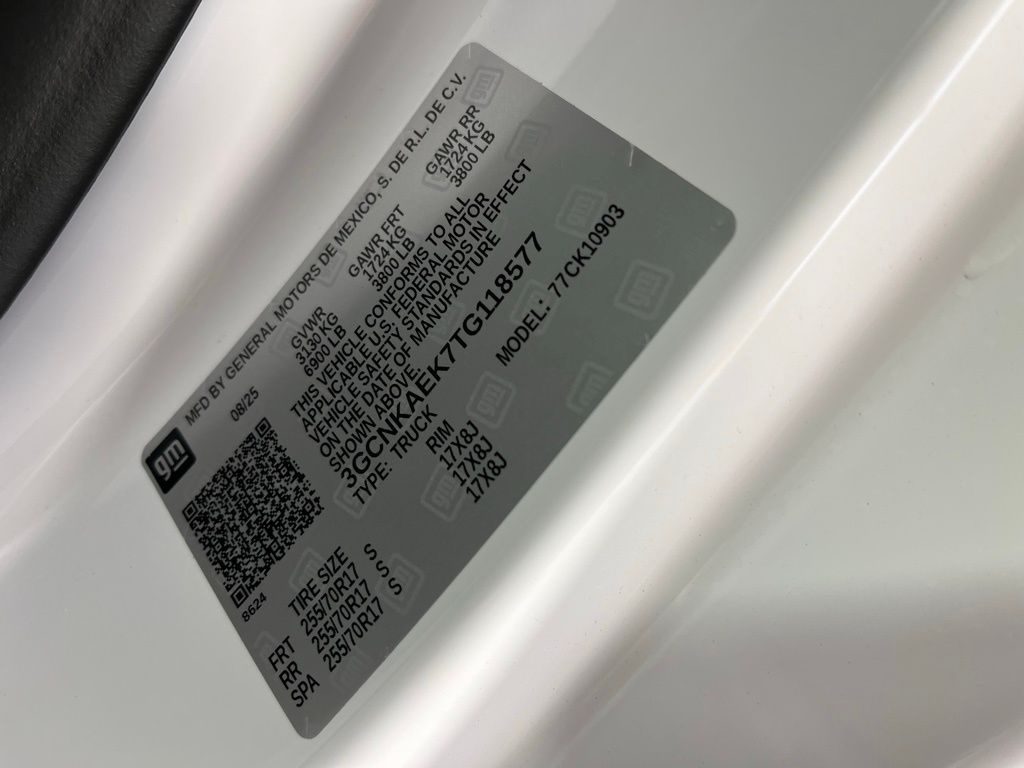 gm
MFD BY GENERAL MOTORS DE MEXICO, S. DE R.L. DE C.V.
08/25
GVWR GAWR FRT GAWR RR
3130 KG 1724 KG 1724 KG
6900 LB 3800 LB 3800 LB
THIS VEHICLE CONFORMS TO ALL
APPLICABLE U.S. FEDERAL MOTOR
VEHICLE SAFETY STANDARDS IN EFFECT
ON THE DATE OF MANUFACTURE
SHOWN ABOVE.
3GCNKAEK7TG118577
TYPE: TRUCK MODEL: 77CK10903
8624
TIRE SIZE RIM
FRT 255/70R17 S 17X8J
RR 255/70R17 S 17X8J
SPA 255/70R17 S 17X8J